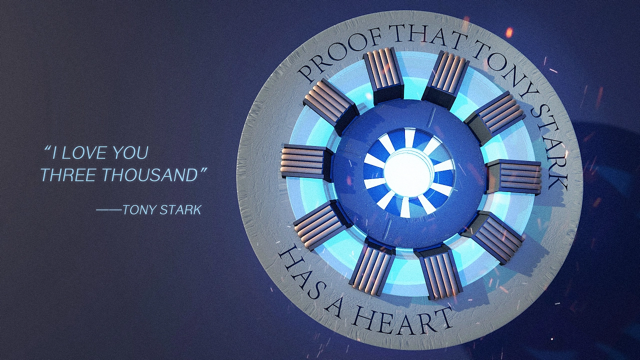 “I LOVE YOU
THREE THOUSAND”
——TONY STARK
PROOF THAT TONY STARK
HAS A HEART